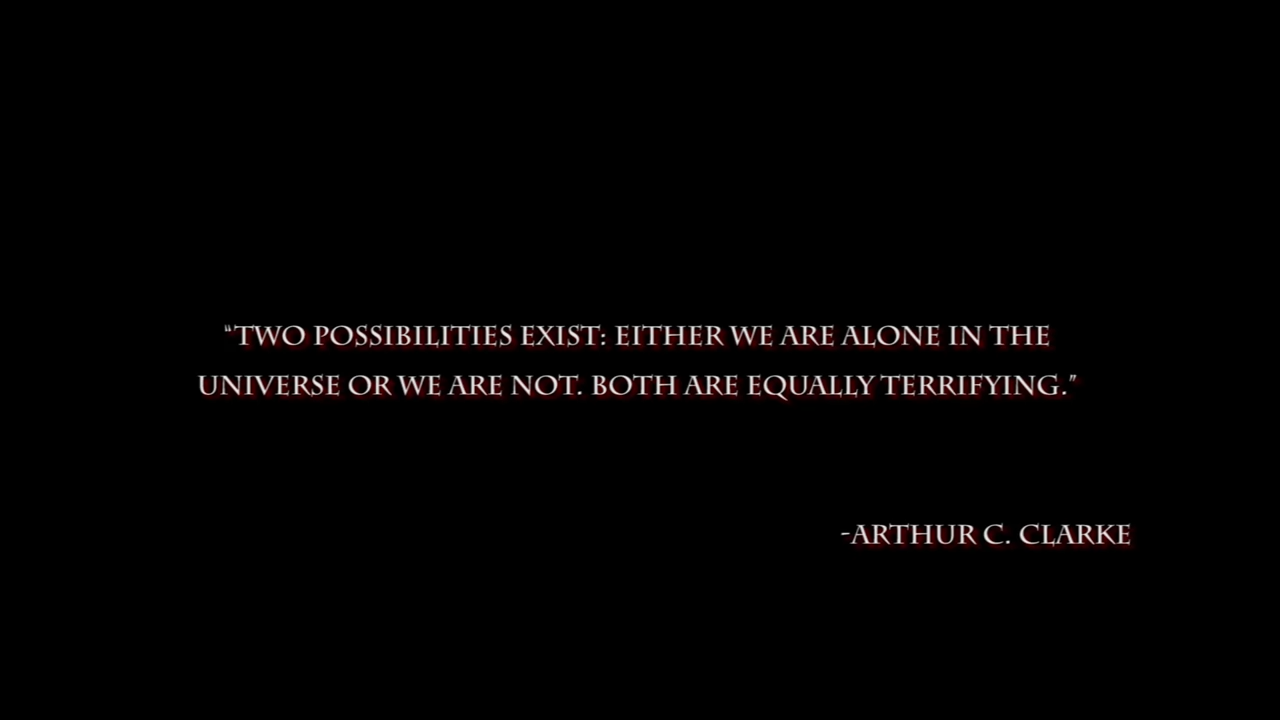 “TWO POSSIBILITIES EXIST: EITHER WE ARE ALONE IN THE
UNIVERSE OR WE ARE NOT. BOTH ARE EQUALLY TERRIFYING.”
-ARTHUR C. CLARKE